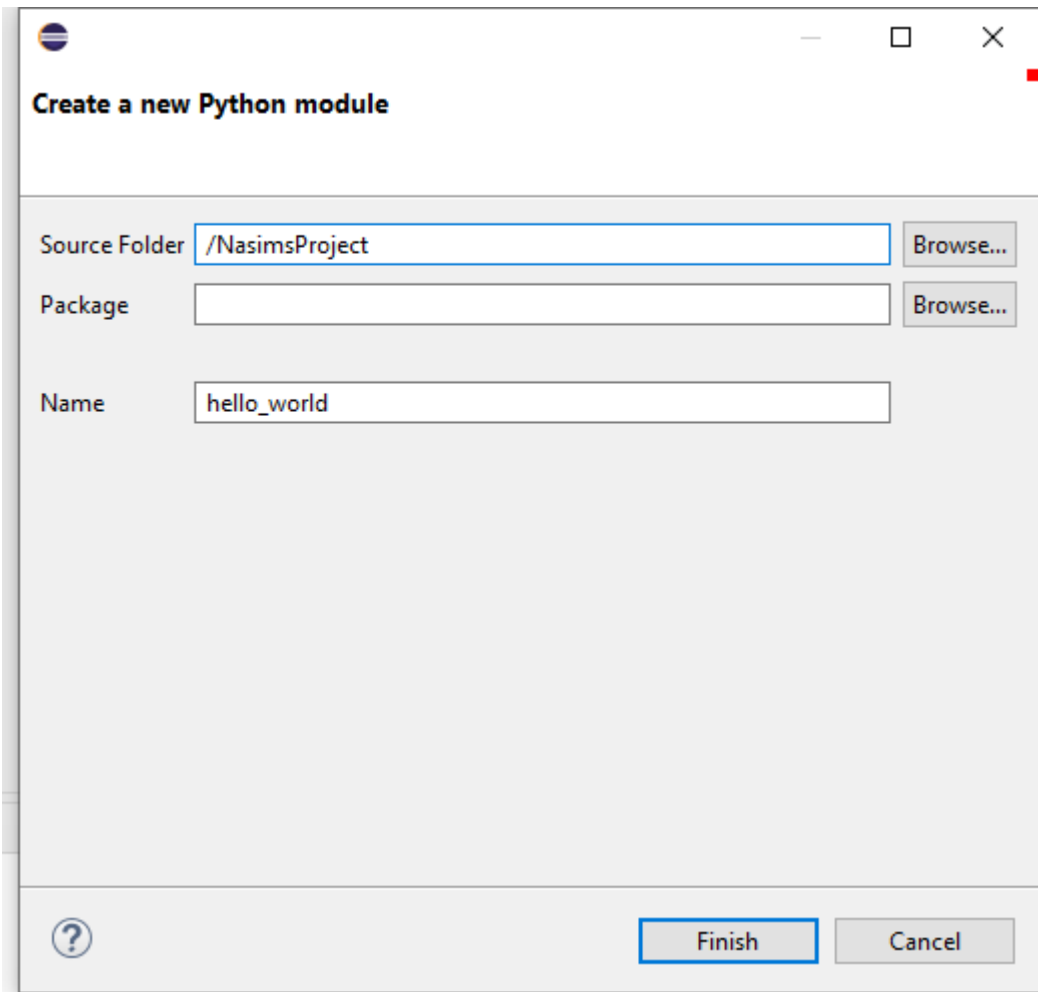 Create a new Python module
Source Folder /NasimsProject Browse...
Package Browse...
Name hello_world
Finish Cancel